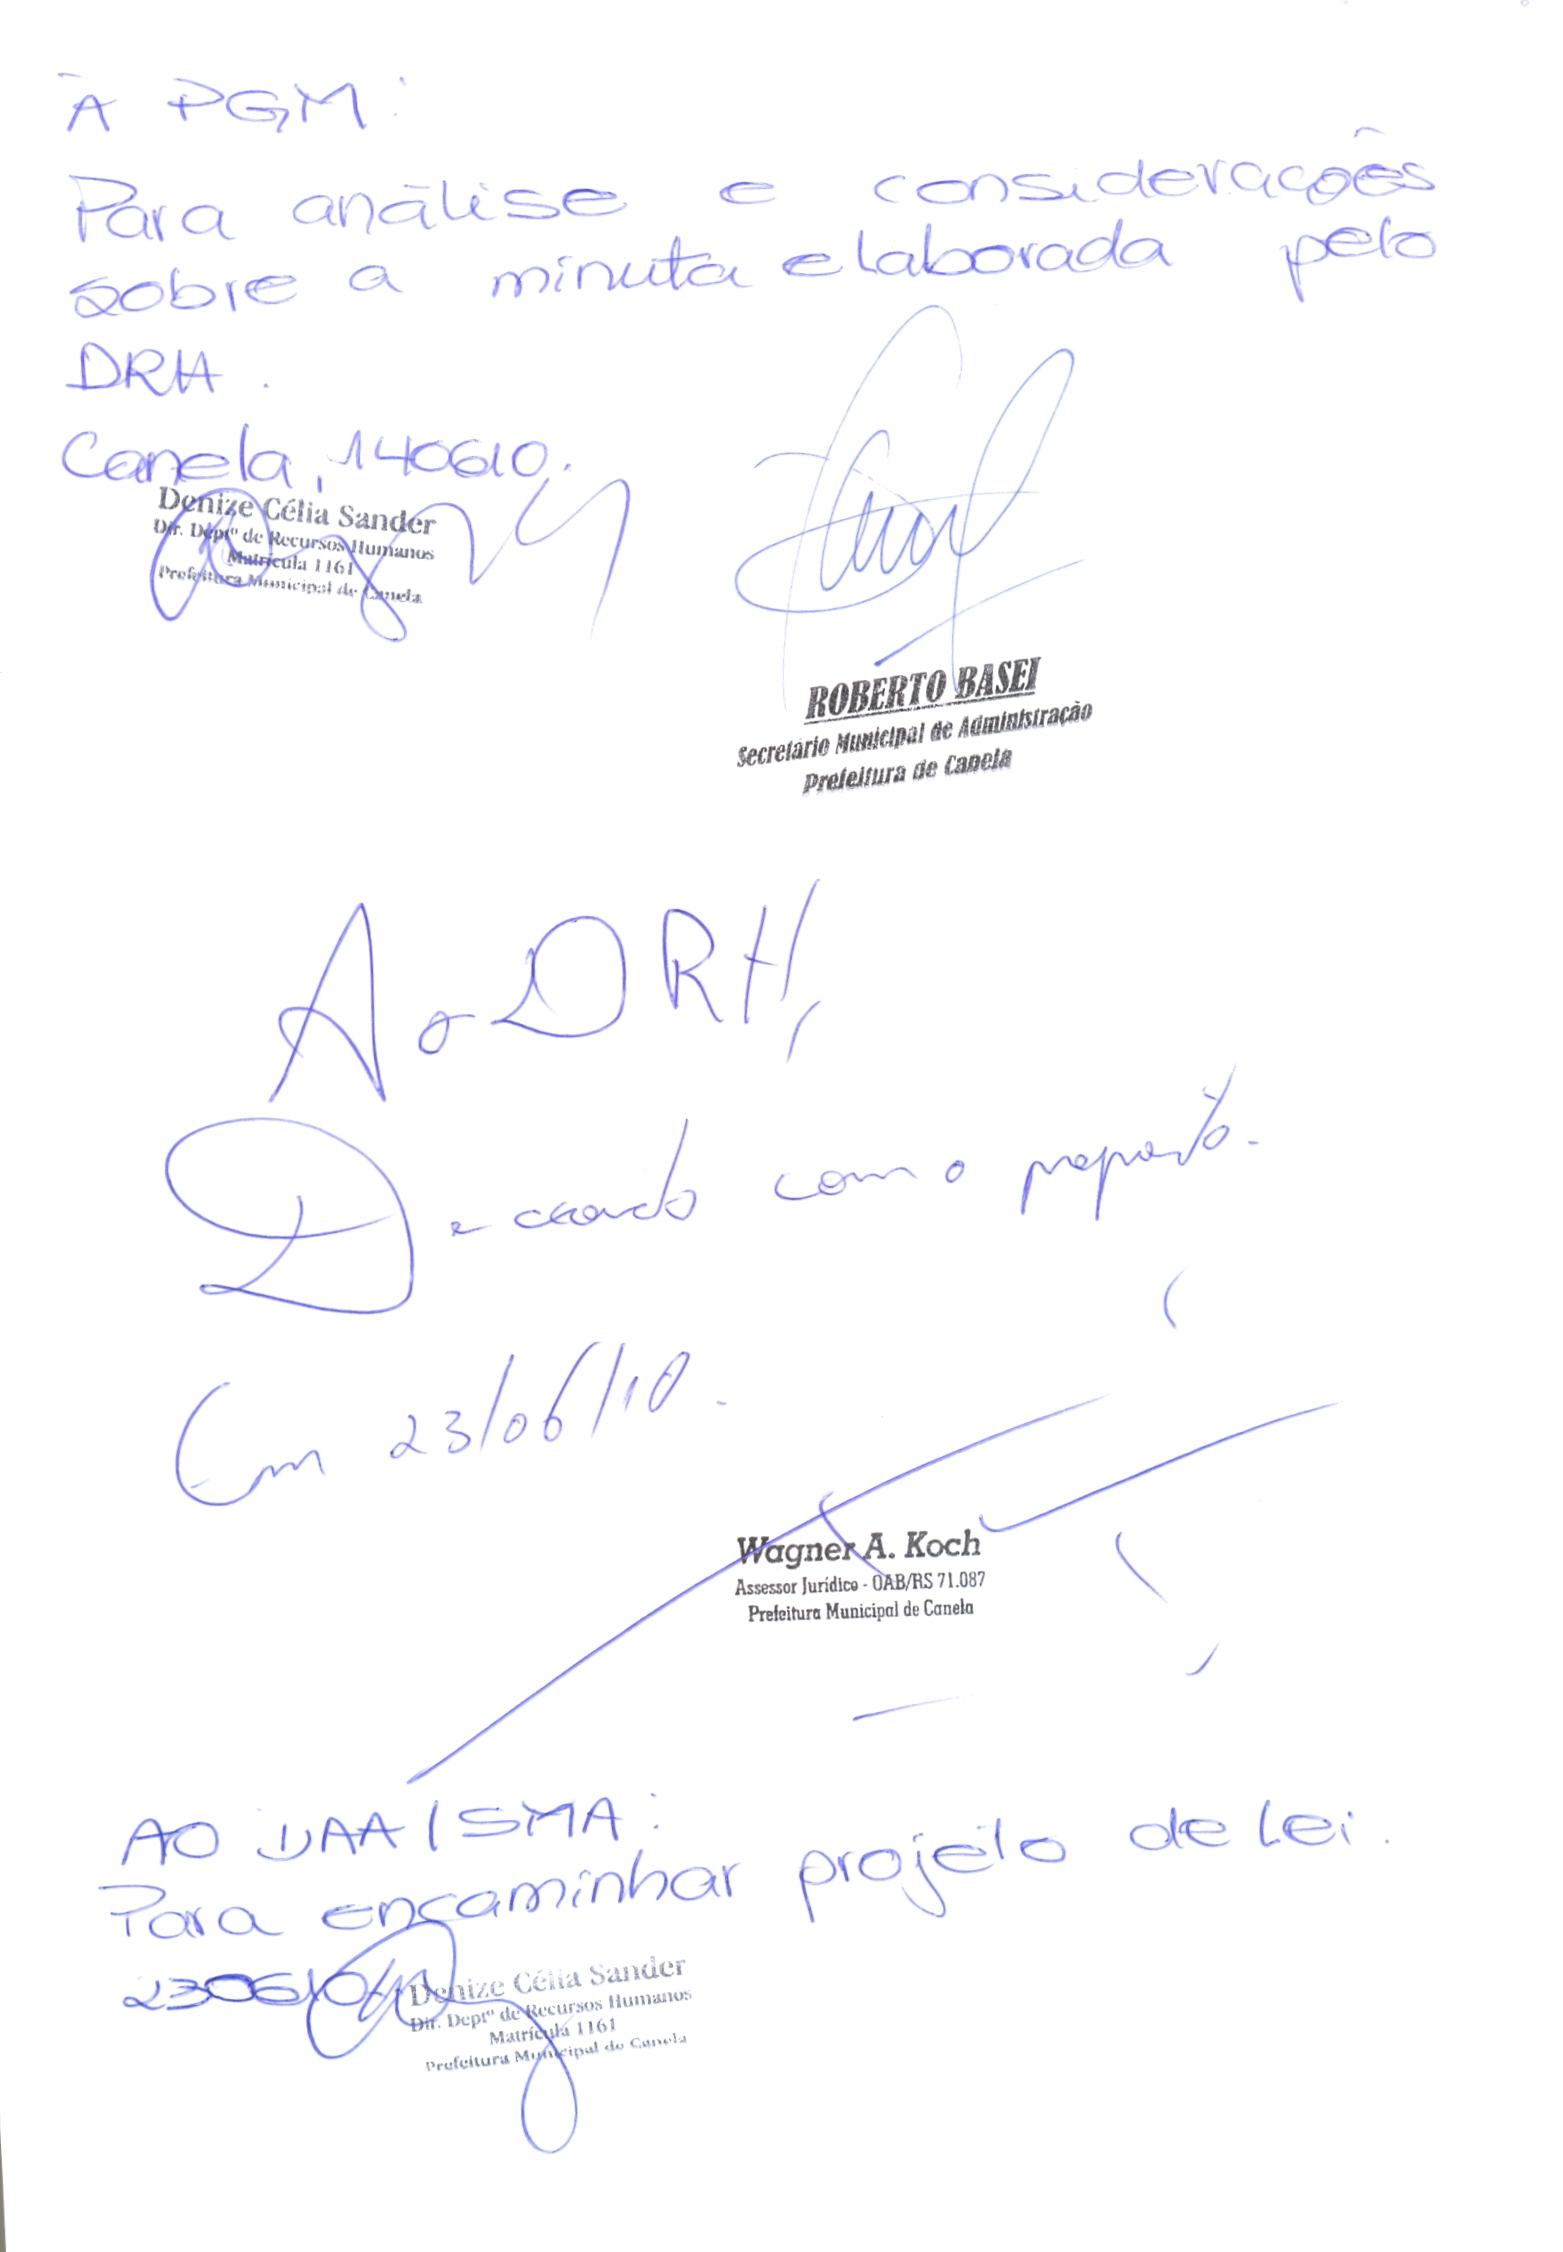 À PGM:
Para análise e consideracoês
sobre a minuta elaborada pelo
DRH.
Canela, 140610.
Denize Célia Sander
Dir. Deptº de Recursos Humanos
Matrícula 1161
Prefeitura Municipal de Canela
ROBERTO BASEI
Secretário Municipal de Administração
Prefeitura de Canela
Ao DRH,
De acordo com o proposto.
Em 23/06/10.
Wagner A. Koch
Assessor Jurídico - OAB/RS 71.087
Prefeitura Municipal de Canela
AO DAA/SMA:
Para encaminhar projeto de lei.
230610
Denize Célia Sander
Dir. Deptº de Recursos Humanos
Matrícula 1161
Prefeitura Municipal de Canela